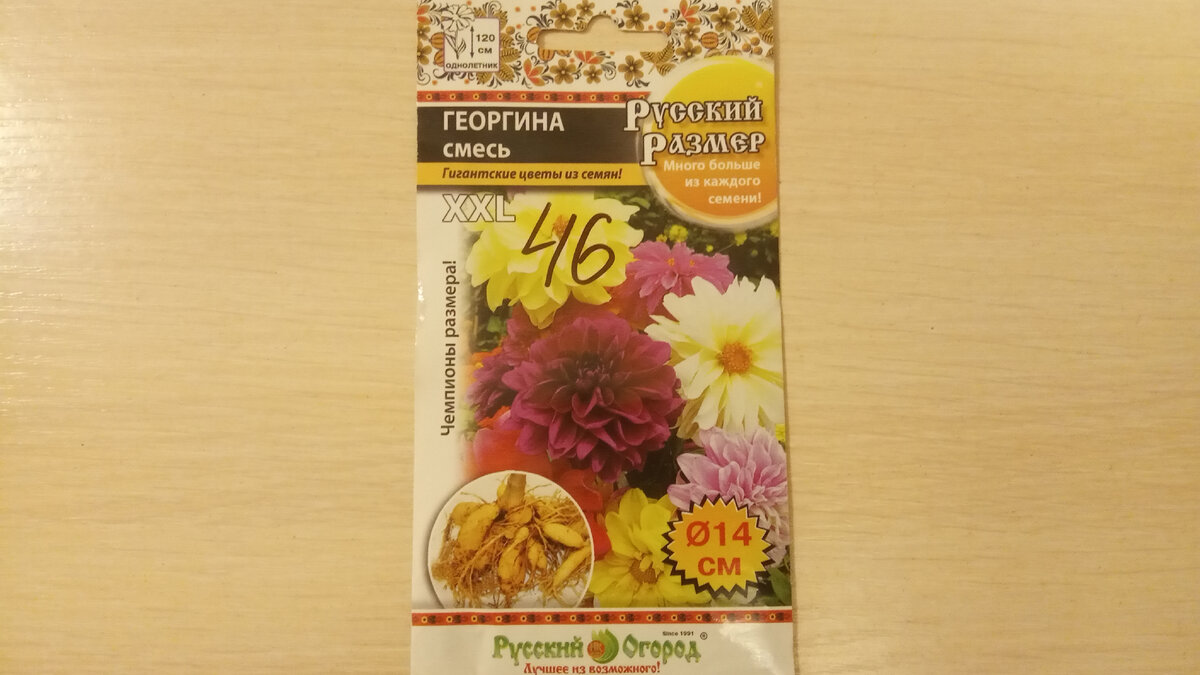 120
см
однолетник
ГЕОРГИНА
смесь
Гигантские цветы из семян!
Русский
Размер
Много больше
из каждого
семени!
XXL
46
Чемпионы размера!
Ø14
см
Since 1991
Русский Огород®
Лучшее из возможного!